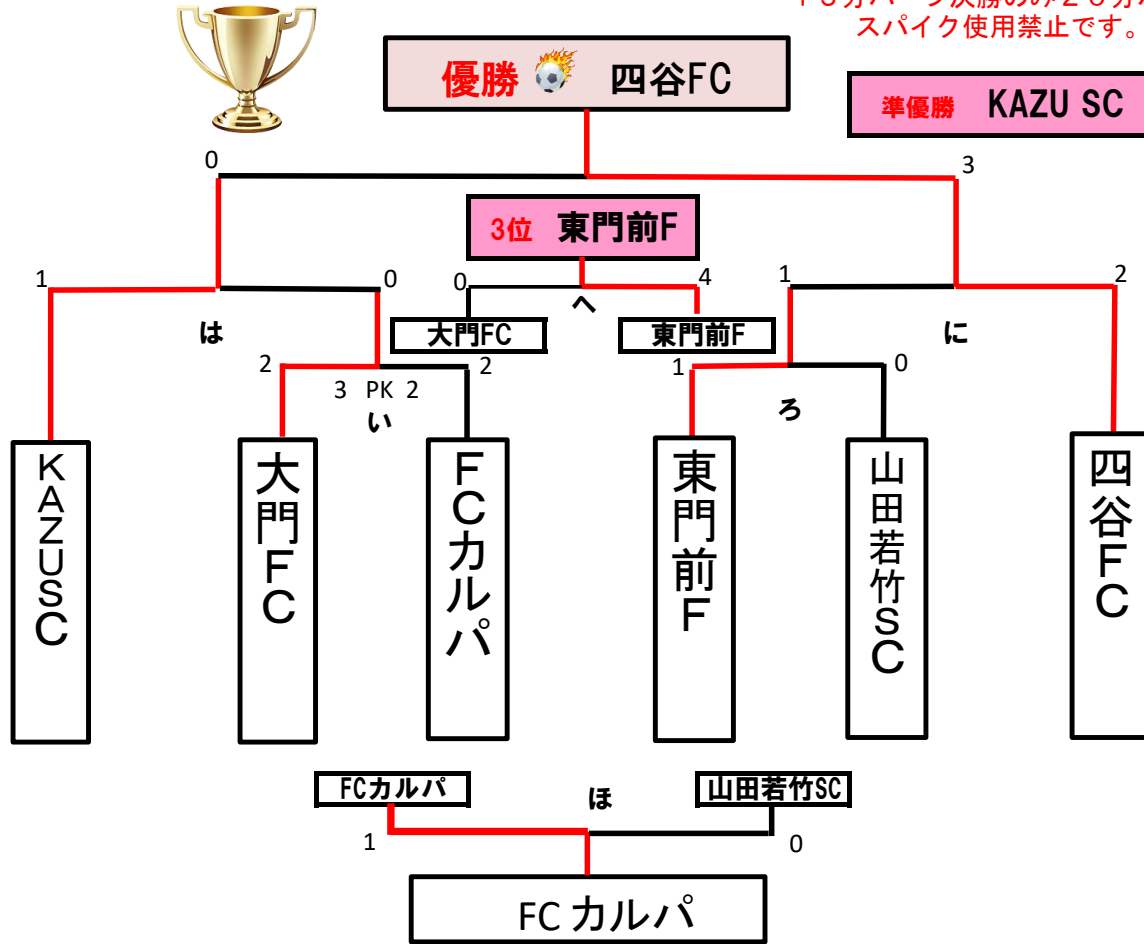 スパイク使用禁止です。
優勝 四谷FC
準優勝 KAZU SC
0
3
3位 東門前F
1
0
0
4
1
2
へ
は
大門FC
東門前F
に
2
2
1
0
3 PK 2
い
ろ
KAZUSC
大門FC
FCカルパ
東門前F
山田若竹SC
四谷FC
FCカルパ
ほ
山田若竹SC
1
0
FCカルパ